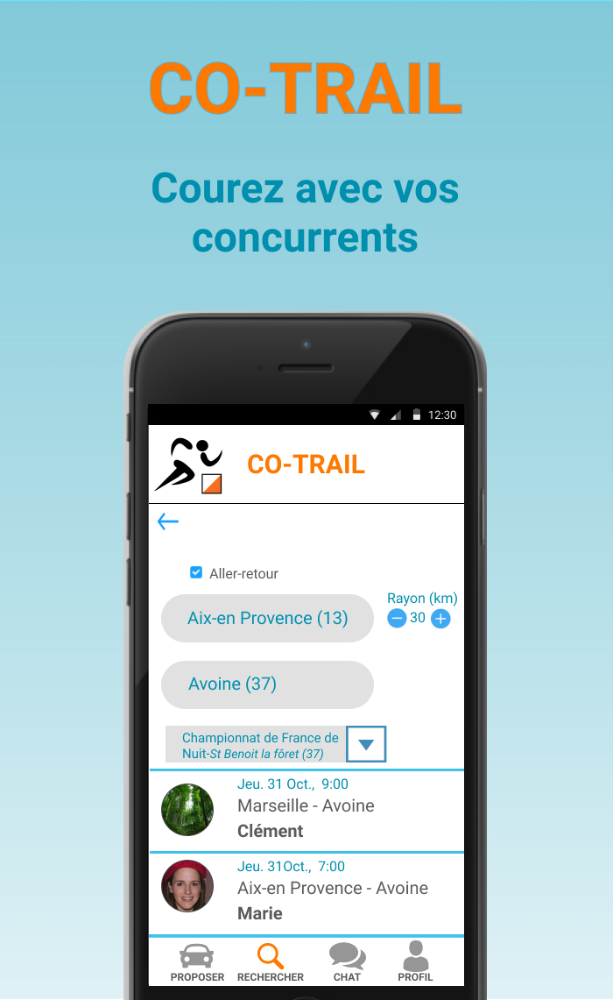 CO-TRAIL
Courez avec vos
concurrents
12:30
CO-TRAIL
Aller-retour
Rayon (km)
Aix-en Provence (13)
30
Avoine (37)
Championnat de France de
Nuit-St Benoit la fôret (37)
Jeu. 31 Oct., 9:00
Marseille - Avoine
Clément
Jeu. 31Oct., 7:00
Aix-en Provence - Avoine
Marie
PROPOSER RECHERCHER CHAT PROFIL